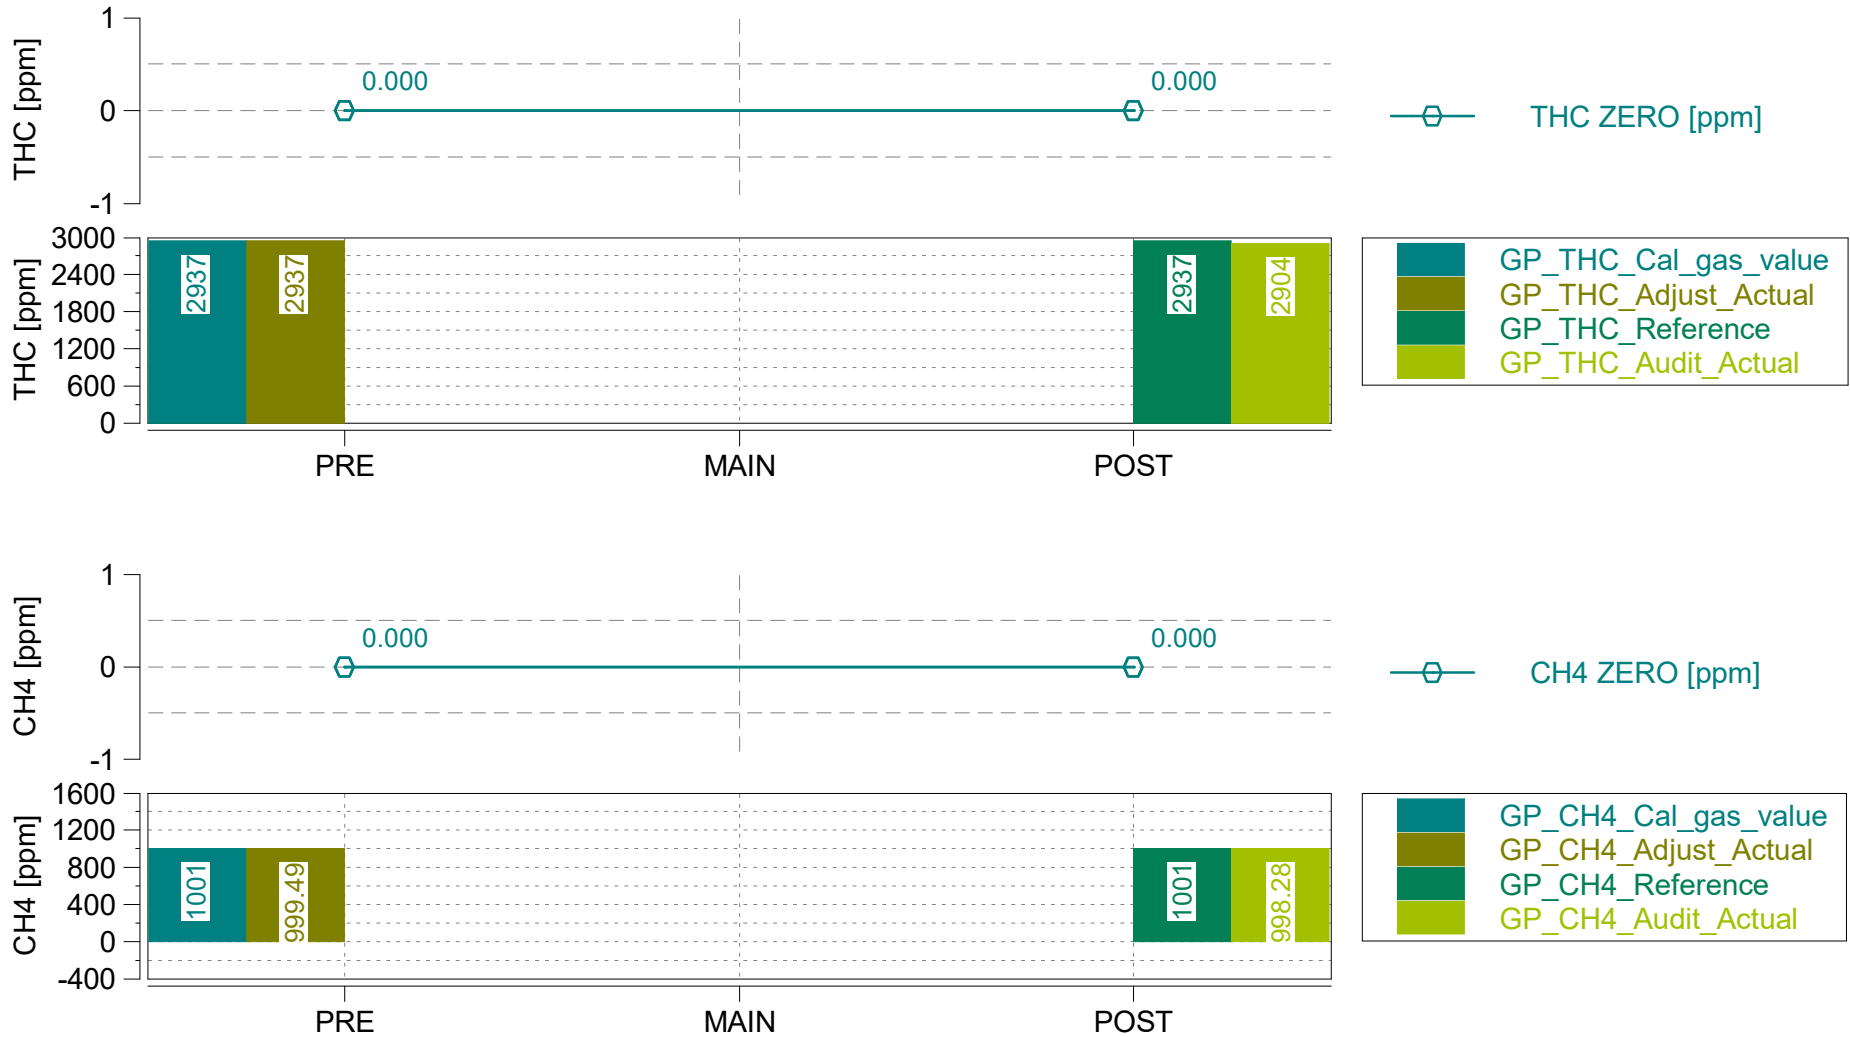 THC [ppm]
1
0
-1
0.000
0.000
THC ZERO [ppm]
THC [ppm]
3000
2400
1800
1200
600
0
2937
2937
2937
2904
GP_THC_Cal_gas_value
GP_THC_Adjust_Actual
GP_THC_Reference
GP_THC_Audit_Actual
PRE
MAIN
POST
CH4 [ppm]
1
0
-1
0.000
0.000
CH4 ZERO [ppm]
CH4 [ppm]
1600
1200
800
400
0
-400
1001
999.49
1001
998.28
GP_CH4_Cal_gas_value
GP_CH4_Adjust_Actual
GP_CH4_Reference
GP_CH4_Audit_Actual
PRE
MAIN
POST